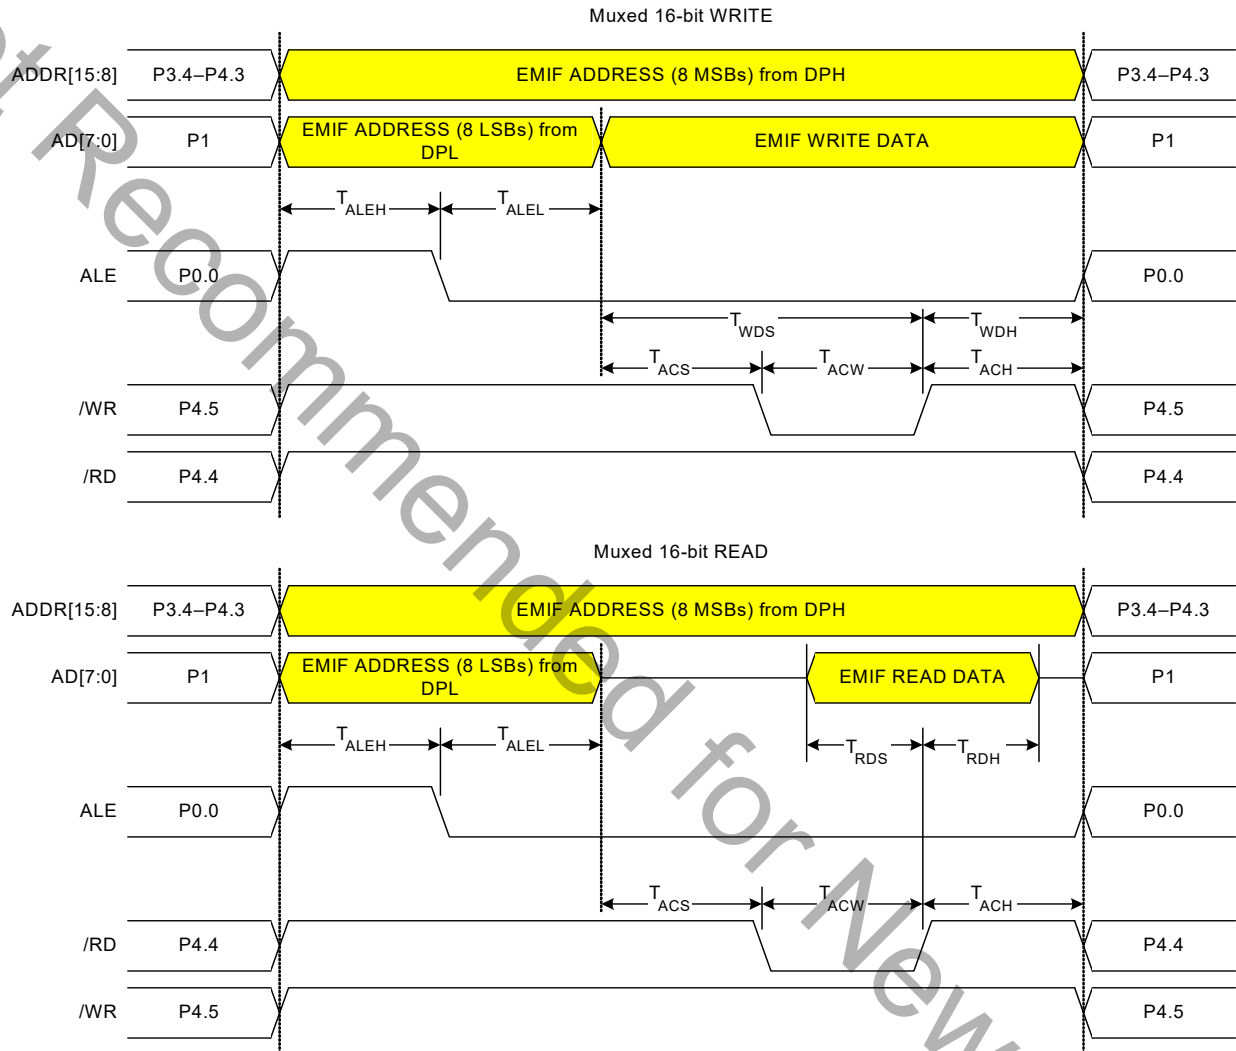 Muxed 16-bit WRITE
ADDR[15:8] P3.4–P4.3 EMIF ADDRESS (8 MSBs) from DPH P3.4–P4.3
AD[7:0] P1 EMIF ADDRESS (8 LSBs) from EMIF WRITE DATA P1
DPL
TALEH TALEL
ALE P0.0 P0.0
TWDS TWDH
TACS TACW TACH
/WR P4.5 P4.5
/RD P4.4 P4.4
Muxed 16-bit READ
ADDR[15:8] P3.4–P4.3 EMIF ADDRESS (8 MSBs) from DPH P3.4–P4.3
AD[7:0] P1 EMIF ADDRESS (8 LSBs) from EMIF READ DATA P1
DPL
TALEH TALEL TRDS TRDH
ALE P0.0 P0.0
TACS TACW TACH
/RD P4.4 P4.4
/WR P4.5 P4.5
Recommended for New